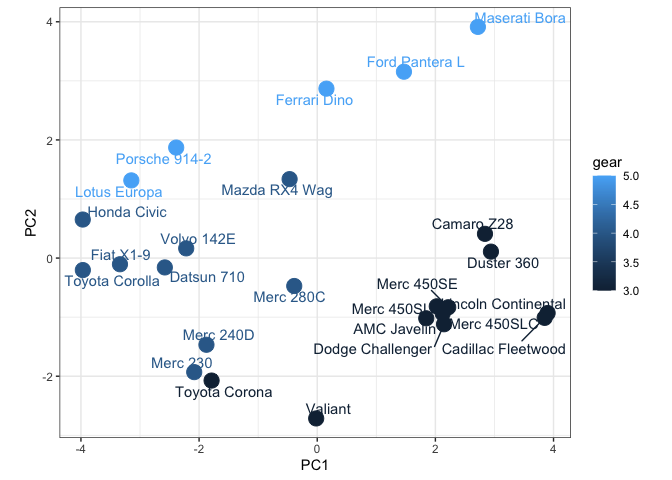 4
2
0
-2
PC2
-4
-2
0
2
4
PC1
Maserati Bora
Ford Pantera L
Ferrari Dino
Porsche 914-2
Lotus Europa
Mazda RX4 Wag
Honda Civic
Volvo 142E
Camaro Z28
Fiat X1-9
Duster 360
Toyota Corolla
Datsun 710
Merc 450SE
Merc 280C
Lincoln Continental
Merc 450SL
Merc 450SLC
AMC Javelin
Merc 240D
Dodge Challenger
Cadillac Fleetwood
Merc 230
Toyota Corona
Valiant
gear
5.0
4.5
4.0
3.5
3.0